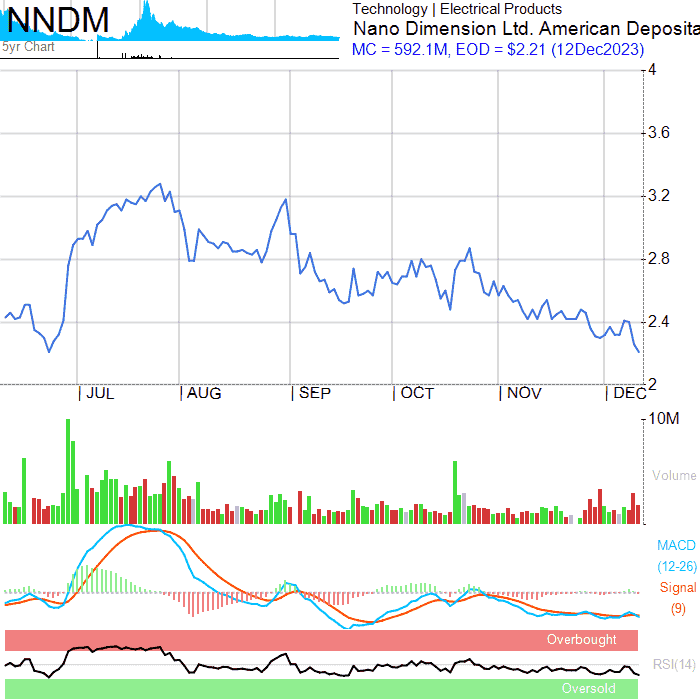 NNDM
5yr Chart
Technology | Electrical Products
Nano Dimension Ltd. American Deposita
MC = 592.1M, EOD = $2.21 (12Dec2023)
4
3.6
3.2
2.8
2.4
2
JUL AUG SEP OCT NOV DEC
10M
Volume
MACD
(12-26)
Signal
(9)
Overbought
RSI(14)
Oversold